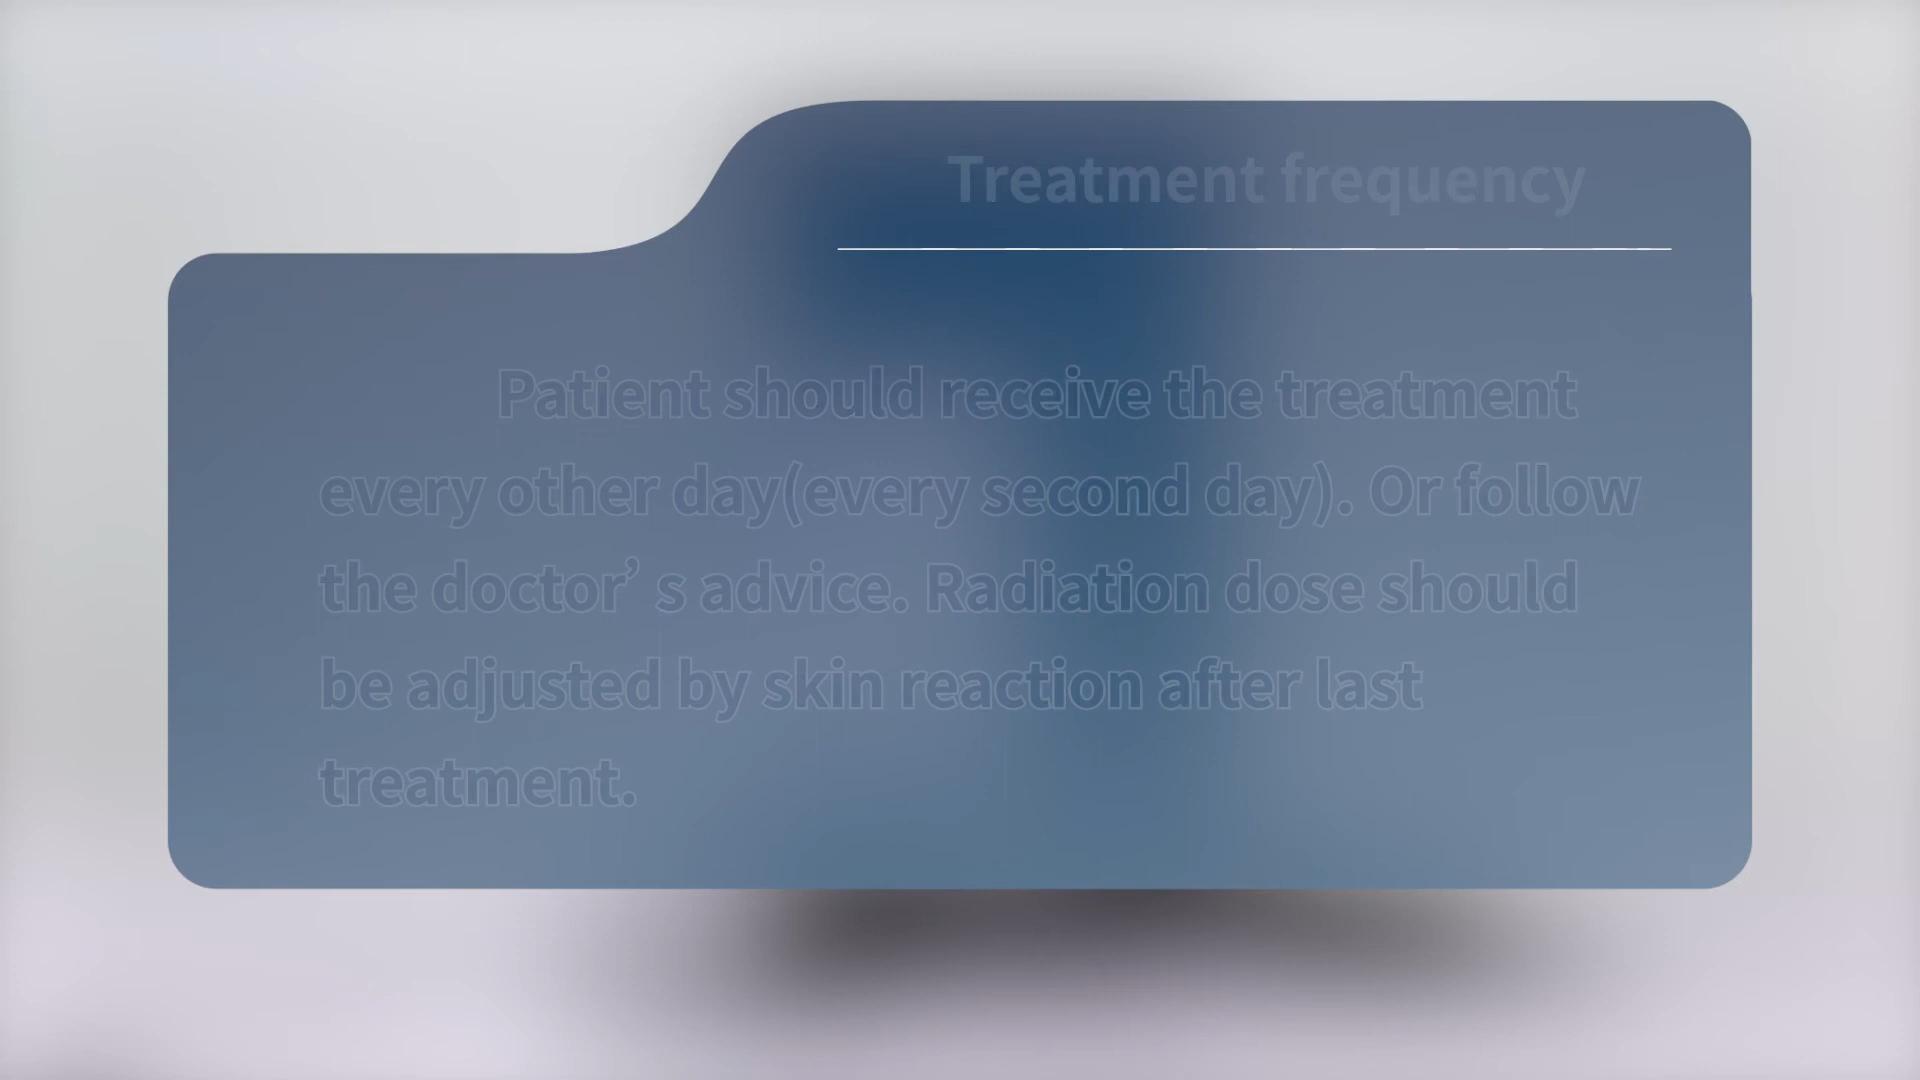 Treatment frequency
Patient should receive the treatment
every other day(every second day). Or follow
the doctor’ s advice. Radiation dose should
be adjusted by skin reaction after last
treatment.